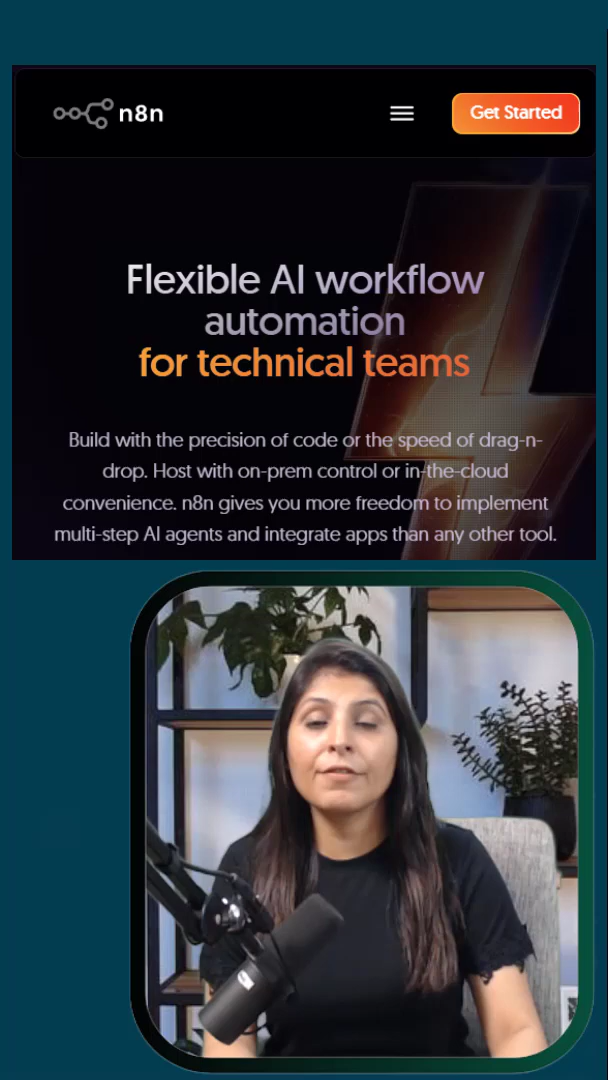 n8n
Get Started
Flexible AI workflow
automation
for technical teams
Build with the precision of code or the speed of drag-n-
drop. Host with on-prem control or in-the-cloud
convenience. n8n gives you more freedom to implement
multi-step AI agents and integrate apps than any other tool.